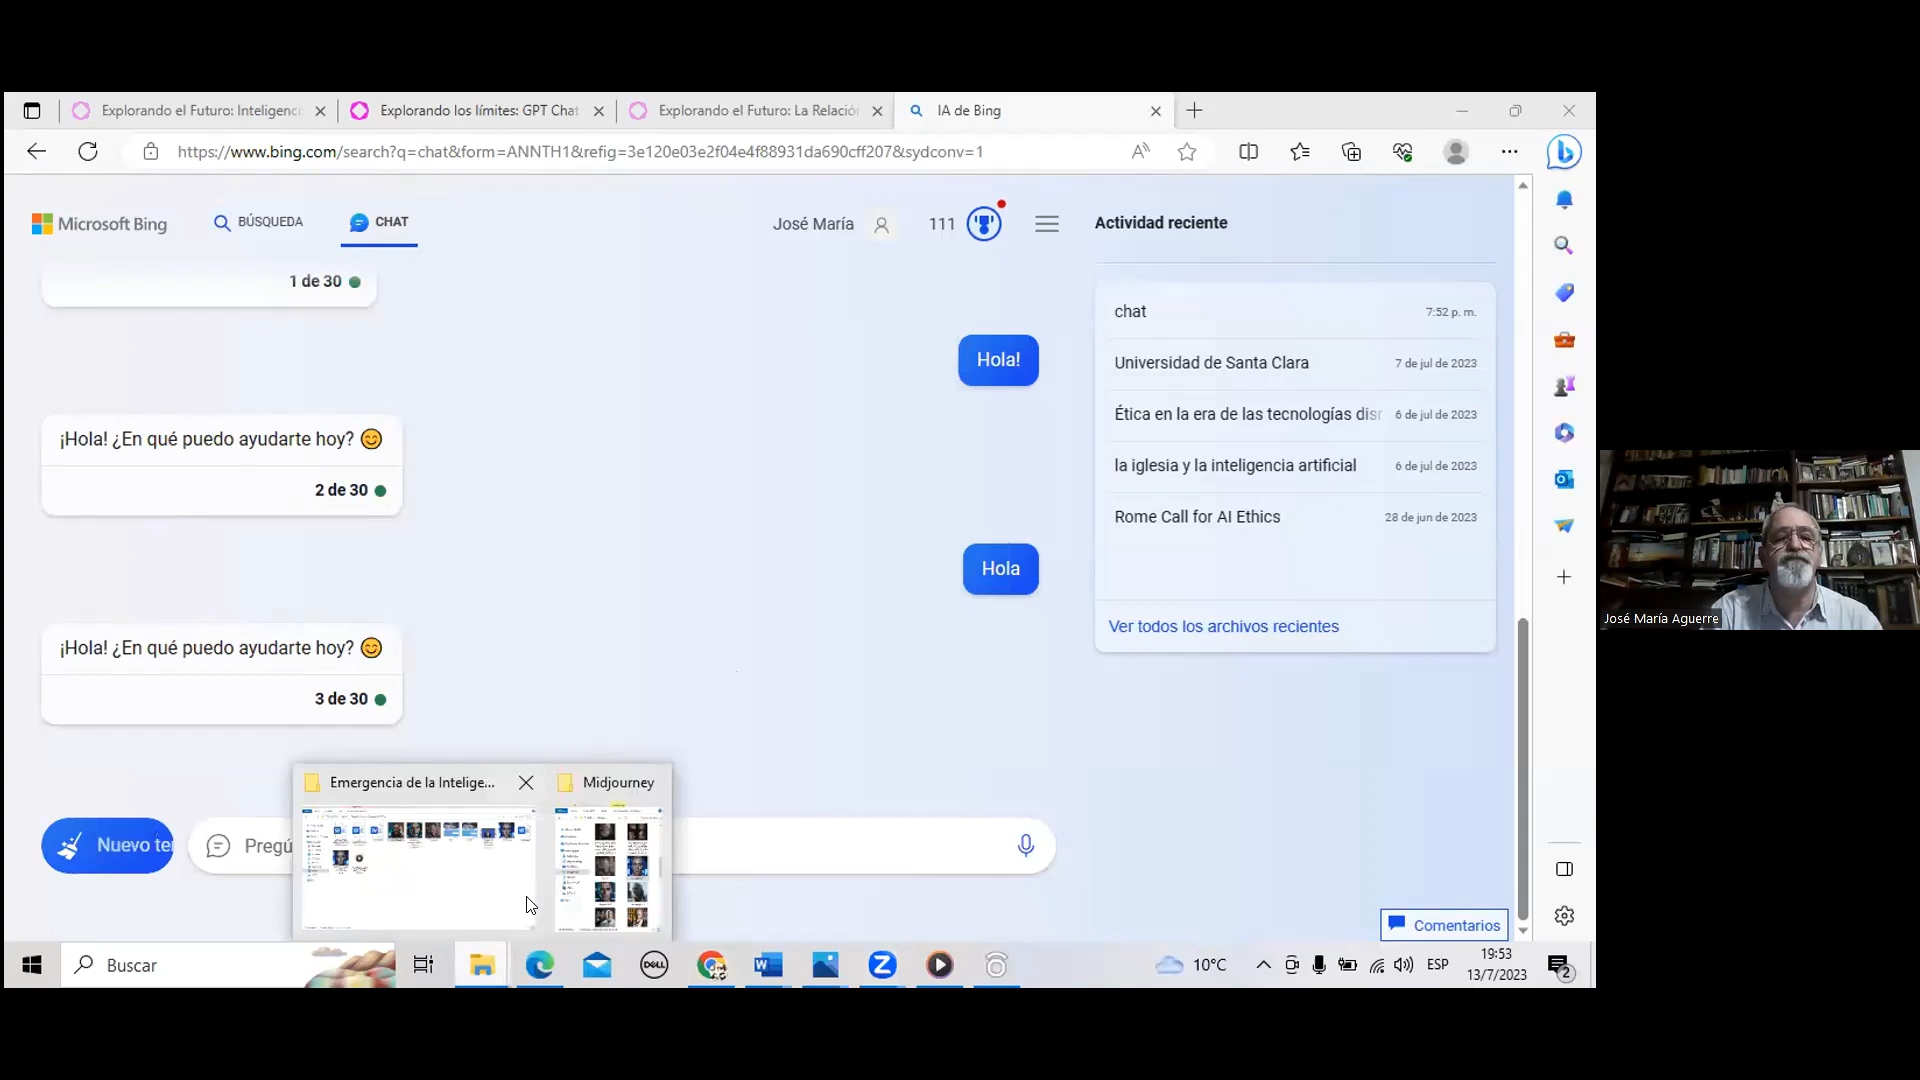 Explorando el Futuro: Inteligenci
Explorando los límites: GPT Chat
Explorando el Futuro: La Relación
IA de Bing
https://www.bing.com/search?q=chat&form=ANNTH1&refig=3e120e03e2f04e4f88931da690cff207&sydconv=1
Microsoft Bing
BÚSQUEDA
CHAT
José María
111
Actividad reciente
1 de 30
chat
7:52 p. m.
Hola!
Universidad de Santa Clara
7 de jul de 2023
Ética en la era de las tecnologías disr
6 de jul de 2023
¡Hola! ¿En qué puedo ayudarte hoy? 😊
la iglesia y la inteligencia artificial
6 de jul de 2023
2 de 30
Rome Call for AI Ethics
28 de jun de 2023
Hola
Ver todos los archivos recientes
José María Aguerre
¡Hola! ¿En qué puedo ayudarte hoy? 😊
3 de 30
Emergencia de la Intelige...
Midjourney
Nuevo te
Pregú
Comentarios
Buscar
DELL
10°C
ESP
19:53
13/7/2023
2